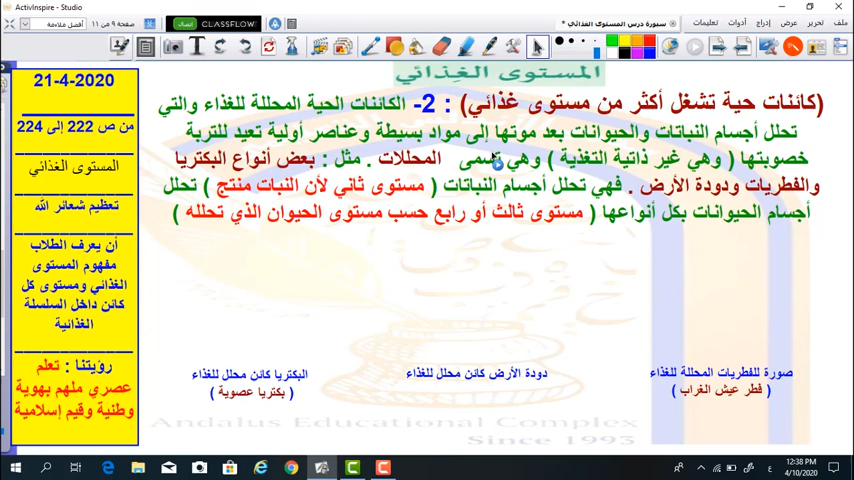 ActivInspire - Studio
ملف تحرير عرض إدراج أدوات تعليمات
سبورة درس المستوى الغذائي *
CLASSFLOW اتصال
صفحة ٩ من ١١
أفضل ملاءمة
المستوى الغِذائي
(كائنات حية تشغل أكثر من مستوى غذائي) : 2- الكائنات الحية المحللة للغذاء والتي
تحلل أجسام النباتات والحيوانات بعد موتها إلى مواد بسيطة وعناصر أولية تعيد للتربة
خصوبتها ( وهي غير ذاتية التغذية ) وهي تسمى المحللات . مثل : بعض أنواع البكتريا
والفطريات ودودة الأرض . فهي تحلل أجسام النباتات ( مستوى ثاني لأن النبات منتج ) تحلل
أجسام الحيوانات بكل أنواعها ( مستوى ثالث أو رابع حسب مستوى الحيوان الذي تحلله )
صورة للفطريات المحللة للغذاء
( فطر عيش الغراب )
دودة الأرض كائن محلل للغذاء
البكتريا كائن محلل للغذاء
( بكتريا عضوية )
21-4-2020
من ص 222 إلى 224
المستوى الغذائي
تعظيم شعائر الله
أن يعرف الطلاب
مفهوم المستوى
الغذائي ومستوى كل
كائن داخل السلسلة
الغذائية
رؤيتنا : تعلم
عصري ملهم بهوية
وطنية وقيم إسلامية
Andalus Educational Complex
Since 1993
12:38 PM
4/10/2020